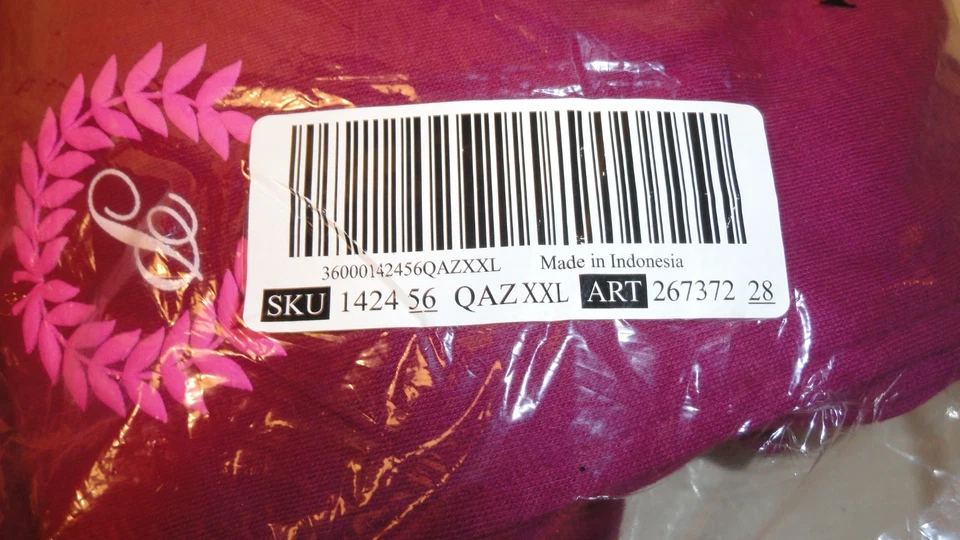 36000142456QAZXXL Made in Indonesia
SKU 1424 56 QAZ XXL ART 267372 28